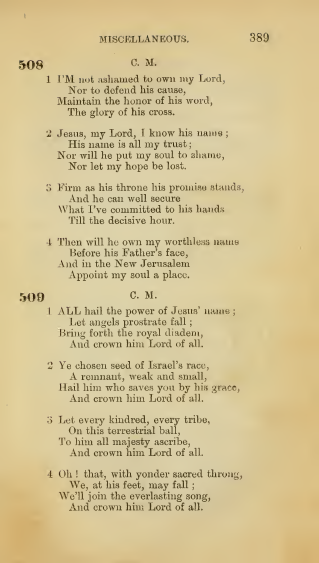 MISCELLANEOUS. 389
508 C. M.
1 I'M not ashamed to own my Lord,
Nor to defend his cause,
Maintain the honor of his word,
The glory of his cross.
2 Jesus, my Lord, I know his name ;
His name is all my trust ;
Nor will he put my soul to shame,
Nor let my hope be lost.
3 Firm as his throne his promise stands,
And he can well secure
What I've committed to his hands
Till the decisive hour.
4 Then will he own my worthless name
Before his Father's face,
And in the New Jerusalem
Appoint my soul a place.
509 C. M.
1 ALL hail the power of Jesus' name ;
Let angels prostrate fall ;
Bring forth the royal diadem,
And crown him Lord of all.
2 Ye chosen seed of Israel's race,
A remnant, weak and small,
Hail him who saves you by his grace,
And crown him Lord of all.
3 Let every kindred, every tribe,
On this terrestrial ball,
To him all majesty ascribe,
And crown him Lord of all.
4 Oh ! that, with yonder sacred throng,
We, at his feet, may fall ;
We'll join the everlasting song,
And crown him Lord of all.